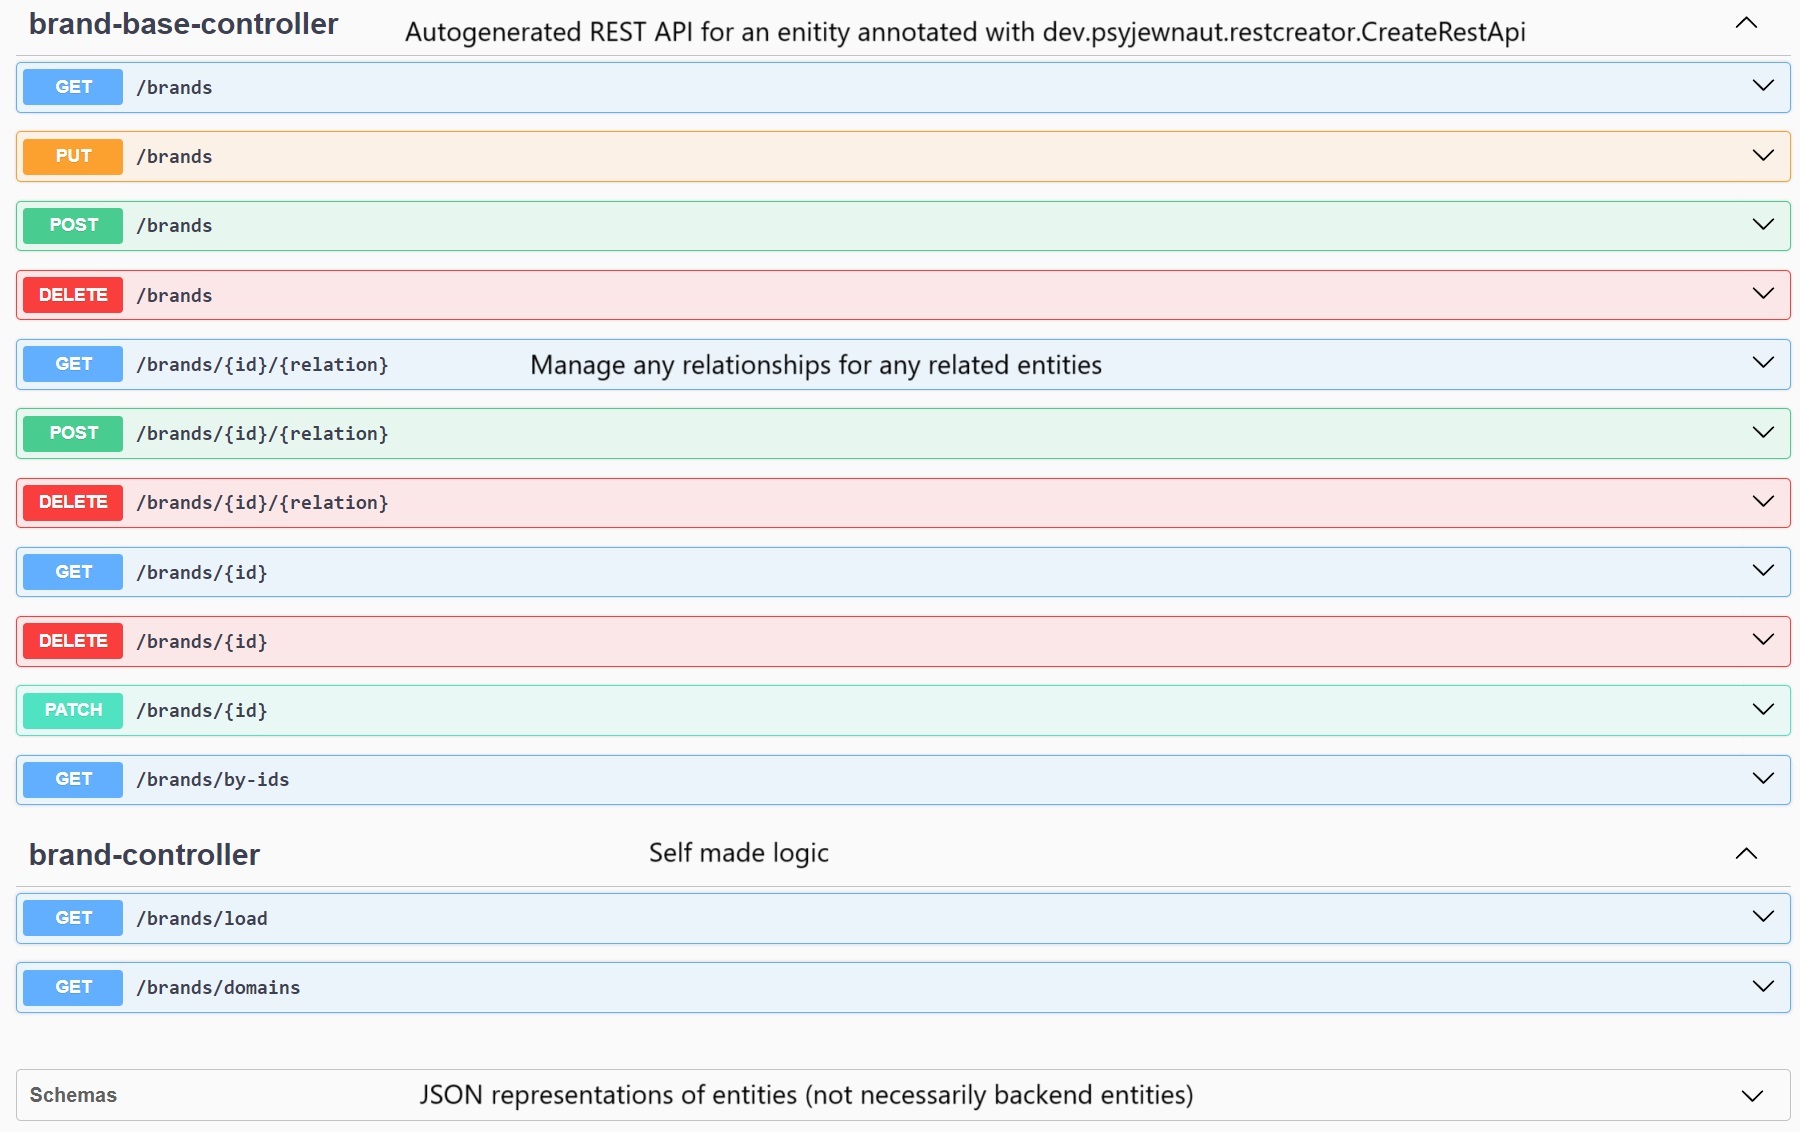 brand-base-controller Autogenerated REST API for an enitity annotated with dev.psyjewnaut.restcreator.CreateRestApi
GET /brands
PUT /brands
POST /brands
DELETE /brands
GET /brands/{id}/{relation} Manage any relationships for any related entities
POST /brands/{id}/{relation}
DELETE /brands/{id}/{relation}
GET /brands/{id}
DELETE /brands/{id}
PATCH /brands/{id}
GET /brands/by-ids
brand-controller Self made logic
GET /brands/load
GET /brands/domains
Schemas JSON representations of entities (not necessarily backend entities)